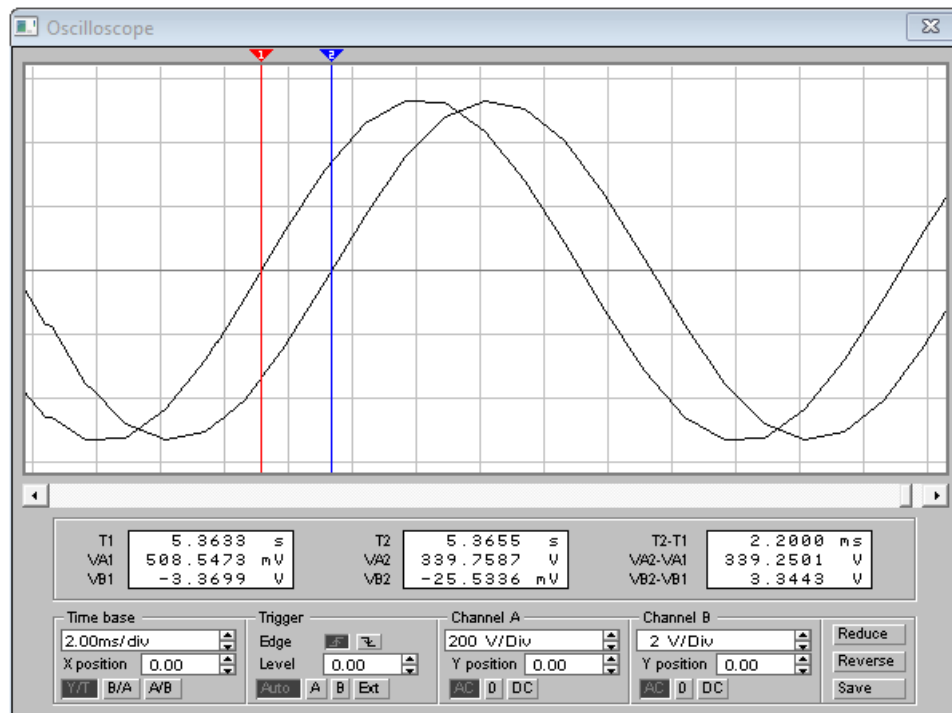 Oscilloscope
1 2
T1 5.3633 s T2 5.3655 s T2-T1 2.2000 ms
VA1 508.5473 mV VA2 339.7587 V VA2-VA1 339.2501 V
VB1 -3.3699 V VB2 -25.5336 mV VB2-VB1 3.3443 V
Time base Trigger Channel A Channel B
2.00ms/div Edge 200 V/Div 2 V/Div Reduce
X position 0.00 Level 0.00 Y position 0.00 Y position 0.00 Reverse
Y/T B/A A/B Auto A B Ext AC 0 DC AC 0 DC Save